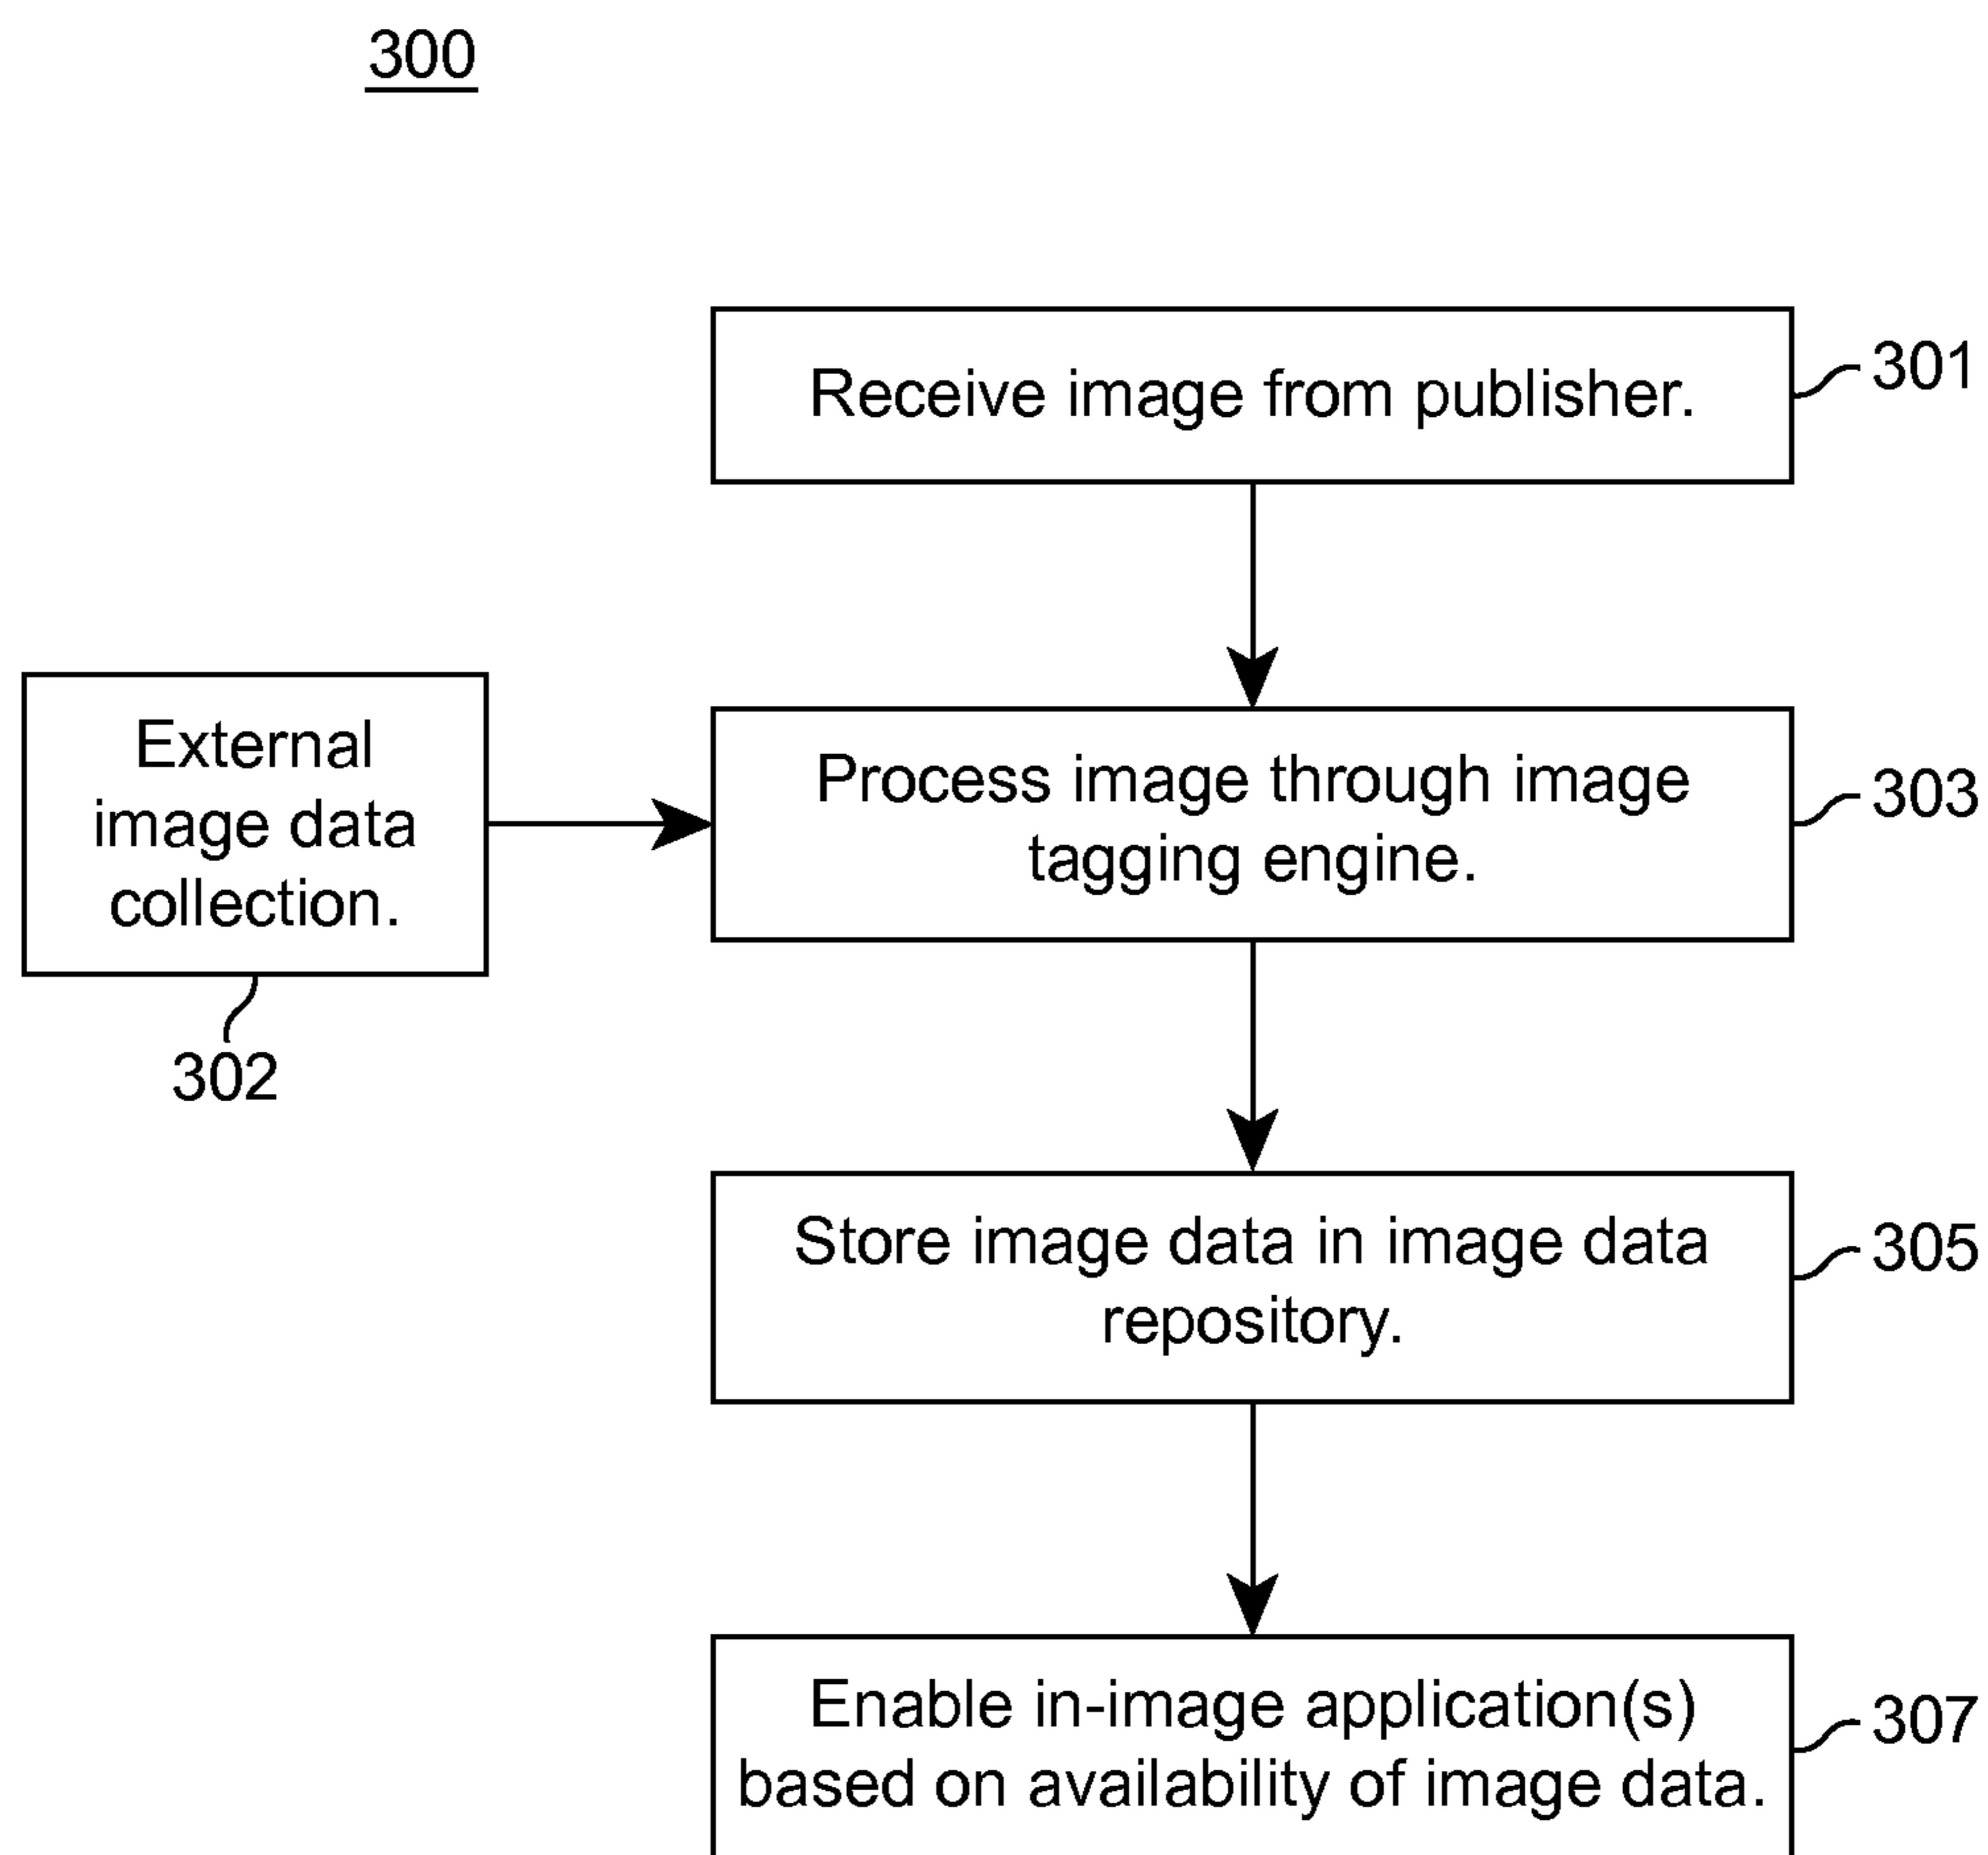 300
Receive image from publisher.
301
External
image data
collection.
302
Process image through image
tagging engine.
303
Store image data in image data
repository.
305
Enable in-image application(s)
based on availability of image data.
307